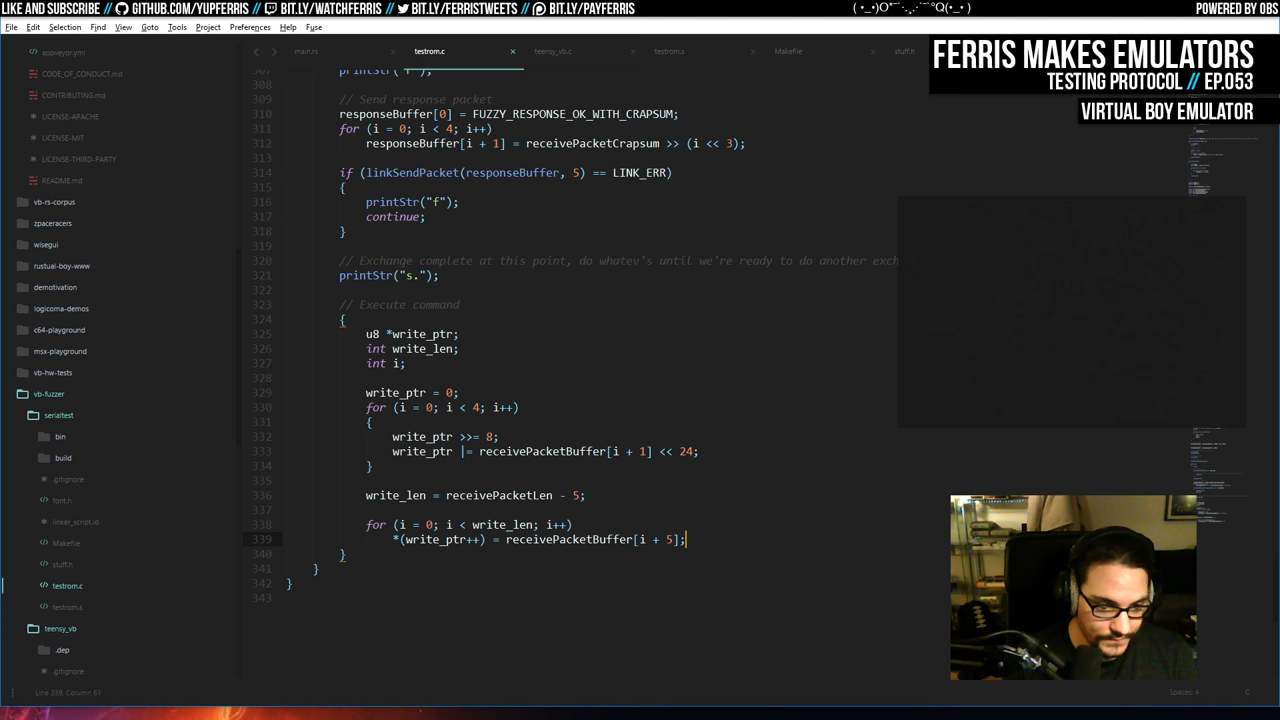 LIKE AND SUBSCRIBE // GITHUB.COM/YUPFERRIS // BIT.LY/WATCHFERRIS // BIT.LY/FERRISTWEETS // BIT.LY/PAYFERRIS
POWERED BY OBS
File Edit Selection Find View Goto Tools Project Preferences Help Fuse
FERRIS MAKES EMULATORS
TESTING PROTOCOL // EP.053
VIRTUAL BOY EMULATOR
main.rs × testrom.c × teensy_vb.c × testrom.s Makefile × stuff.h
appveyor.yml
CODE_OF_CONDUCT.md
CONTRIBUTING.md
LICENSE-APACHE
LICENSE-MIT
LICENSE-THIRD-PARTY
README.md
vb-rs-corpus
zpaceracers
wisegui
rustual-boy-www
demotivation
logicoma-demos
c64-playground
msx-playground
vb-hw-tests
vb-fuzzer
serialtest
bin
build
.gitignore
font.h
linker_script.ld
Makefile
stuff.h
testrom.c
testrom.s
teensy_vb
.dep
.gitignore
307 printStr("r");
308
309 // Send response packet
310 responseBuffer[0] = FUZZY_RESPONSE_OK_WITH_CRAPSUM;
311 for (i = 0; i < 4; i++)
312 responseBuffer[i + 1] = receivePacketCrapsum >> (i << 3);
313
314 if (linkSendPacket(responseBuffer, 5) == LINK_ERR)
315 {
316 printStr("f");
317 continue;
318 }
319
320 // Exchange complete at this point, do whatev's until we're ready to do another exch
321 printStr("s.");
322
323 // Execute command
324 {
325 u8 *write_ptr;
326 int write_len;
327 int i;
328
329 write_ptr = 0;
330 for (i = 0; i < 4; i++)
331 {
332 write_ptr >>= 8;
333 write_ptr |= receivePacketBuffer[i + 1] << 24;
334 }
335
336 write_len = receivePacketLen - 5;
337
338 for (i = 0; i < write_len; i++)
339 *(write_ptr++) = receivePacketBuffer[i + 5];
340 }
341 }
342 }
343
Line 339, Column 61
Spaces: 4
C